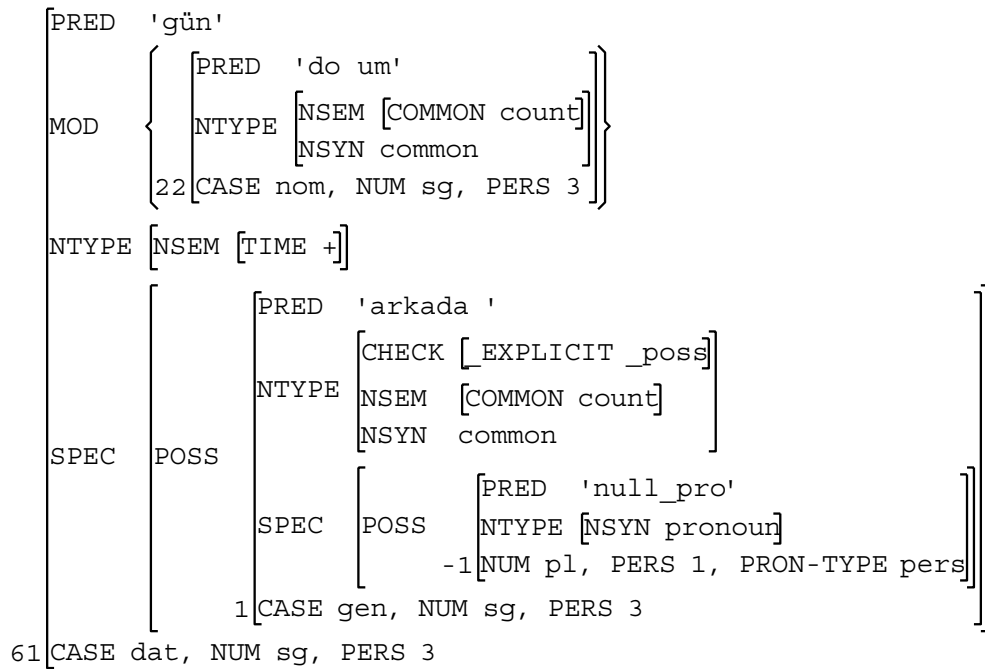 PRED 'gün'
PRED 'do um'
NSEM [COMMON count]
MOD NTYPE
NSYN common
22 CASE nom, NUM sg, PERS 3
NTYPE [NSEM [TIME +]]
PRED 'arkada '
CHECK [_EXPLICIT _poss]
NTYPE NSEM [COMMON count]
NSYN common
SPEC POSS
PRED 'null_pro'
SPEC POSS NTYPE [NSYN pronoun]
-1 NUM pl, PERS 1, PRON-TYPE pers
1 CASE gen, NUM sg, PERS 3
61 CASE dat, NUM sg, PERS 3